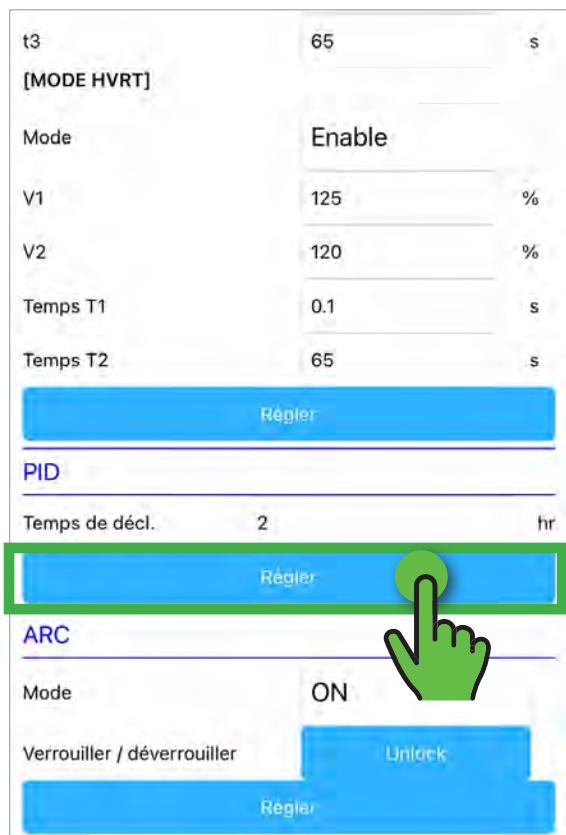 t3 65 s
[MODE HVRT]
Mode Enable
V1 125 %
V2 120 %
Temps T1 0.1 s
Temps T2 65 s
Régler
PID
Temps de décl. 2 hr
Régler
ARC
Mode ON
Verrouiller / déverrouiller Unlock
Régler